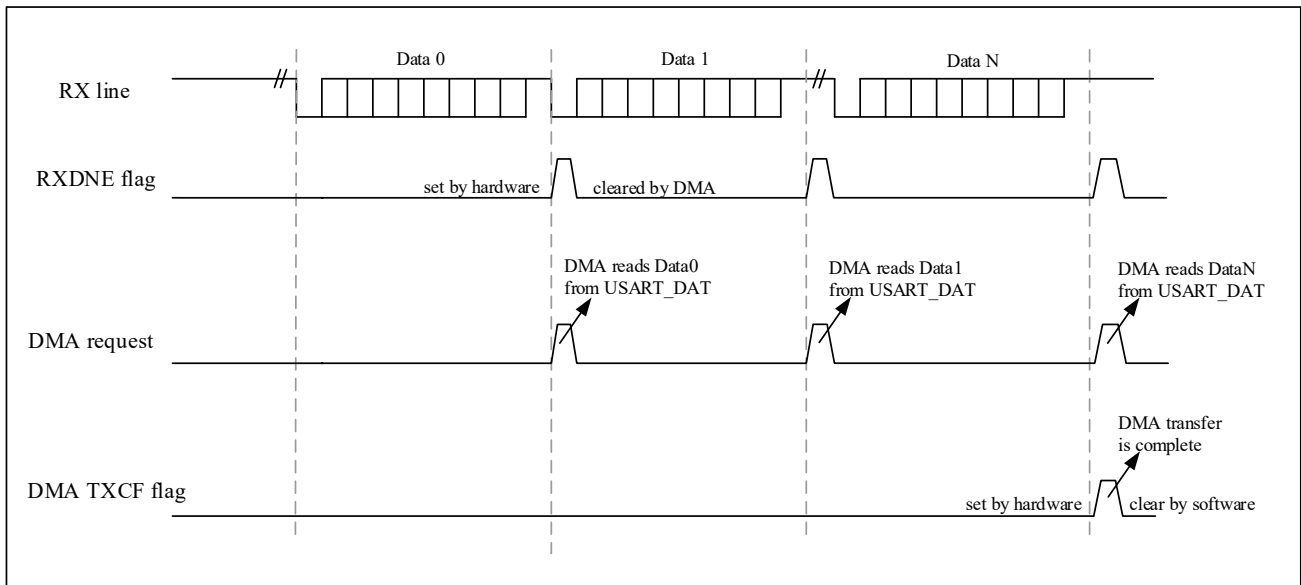 Data 0
Data 1
Data N
RX line
RXDNE flag
set by hardware
cleared by DMA
DMA reads Data0
from USART_DAT
DMA reads Data1
from USART_DAT
DMA reads DataN
from USART_DAT
DMA request
DMA transfer
is complete
DMA TXCF flag
set by hardware
clear by software